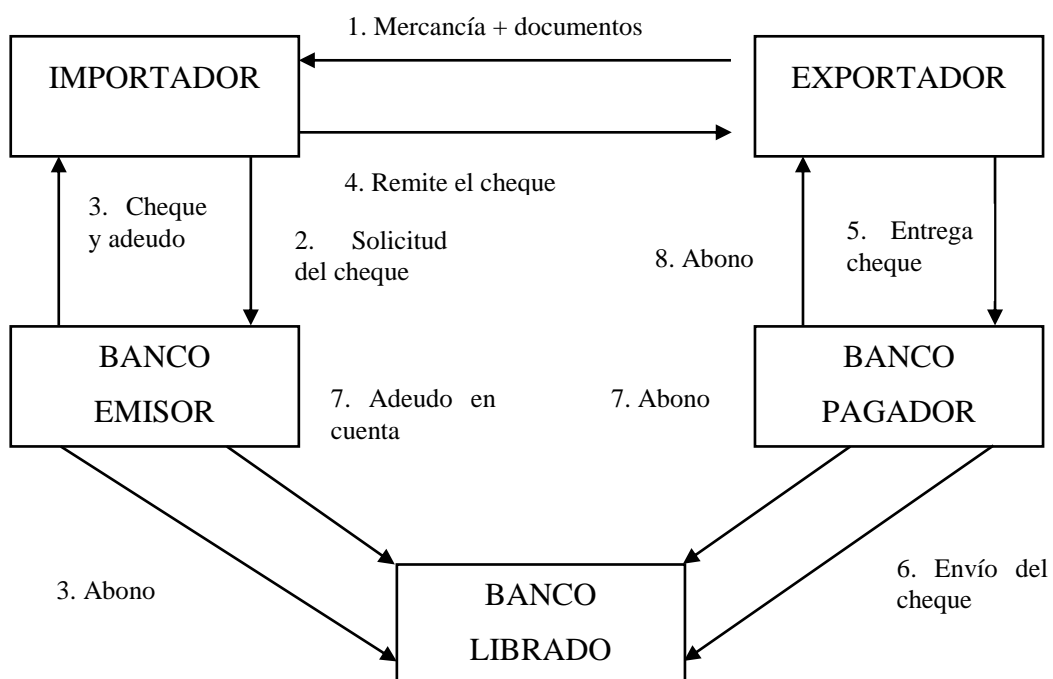 1. Mercancía + documentos
IMPORTADOR
EXPORTADOR
4. Remite el cheque
3. Cheque
y adeudo
2. Solicitud
del cheque
8. Abono
5. Entrega
cheque
BANCO
EMISOR
7. Adeudo en
cuenta
7. Abono
BANCO
PAGADOR
3. Abono
BANCO
LIBRADO
6. Envío del
cheque